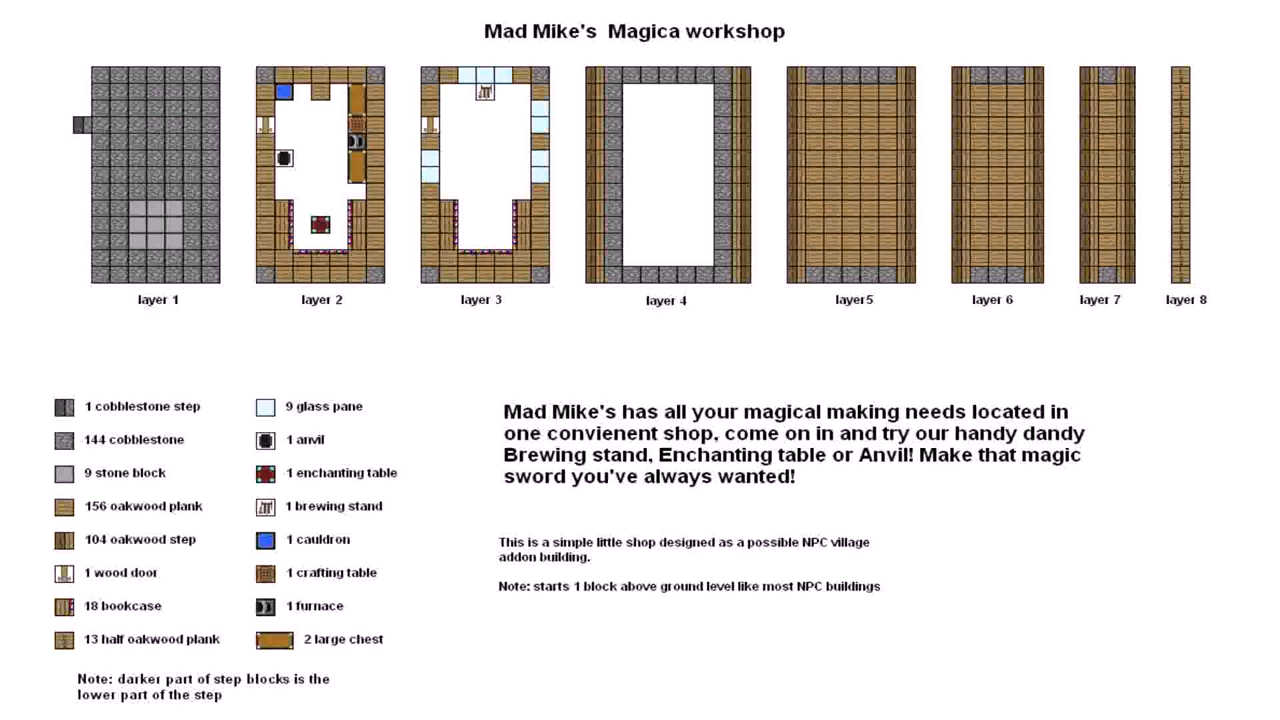 Mad Mike's Magica workshop
layer 1
layer 2
layer 3
layer 4
layer5
layer 6
layer 7
layer 8
1 cobblestone step
144 cobblestone
9 stone block
156 oakwood plank
104 oakwood step
1 wood door
18 bookcase
13 half oakwood plank
9 glass pane
1 anvil
1 enchanting table
1 brewing stand
1 cauldron
1 crafting table
1 furnace
2 large chest
Note: darker part of step blocks is the
lower part of the step
Mad Mike's has all your magical making needs located in
one convienent shop, come on in and try our handy dandy
Brewing stand, Enchanting table or Anvil! Make that magic
sword you've always wanted!
This is a simple little shop designed as a possible NPC village
addon building.
Note: starts 1 block above ground level like most NPC buildings